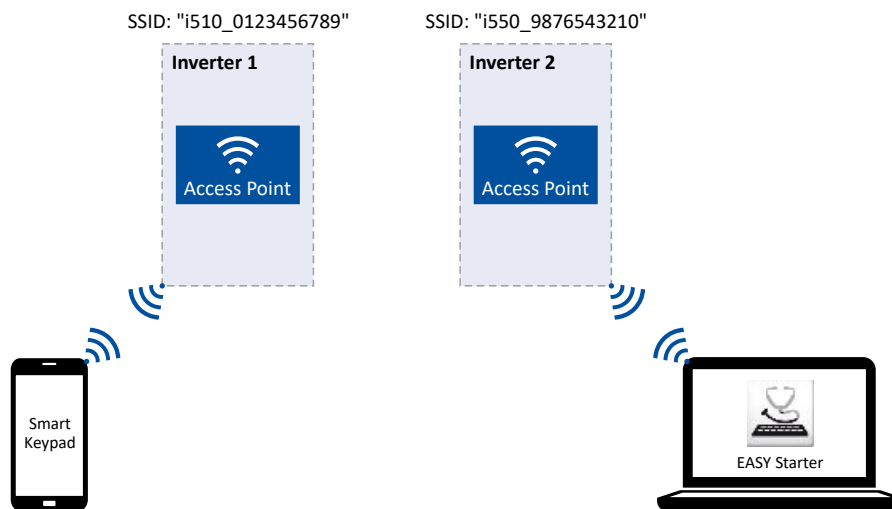 SSID: "i510_0123456789"
SSID: "i550_9876543210"
Inverter 1
Inverter 2
Access Point
Access Point
Smart
Keypad
EASY Starter